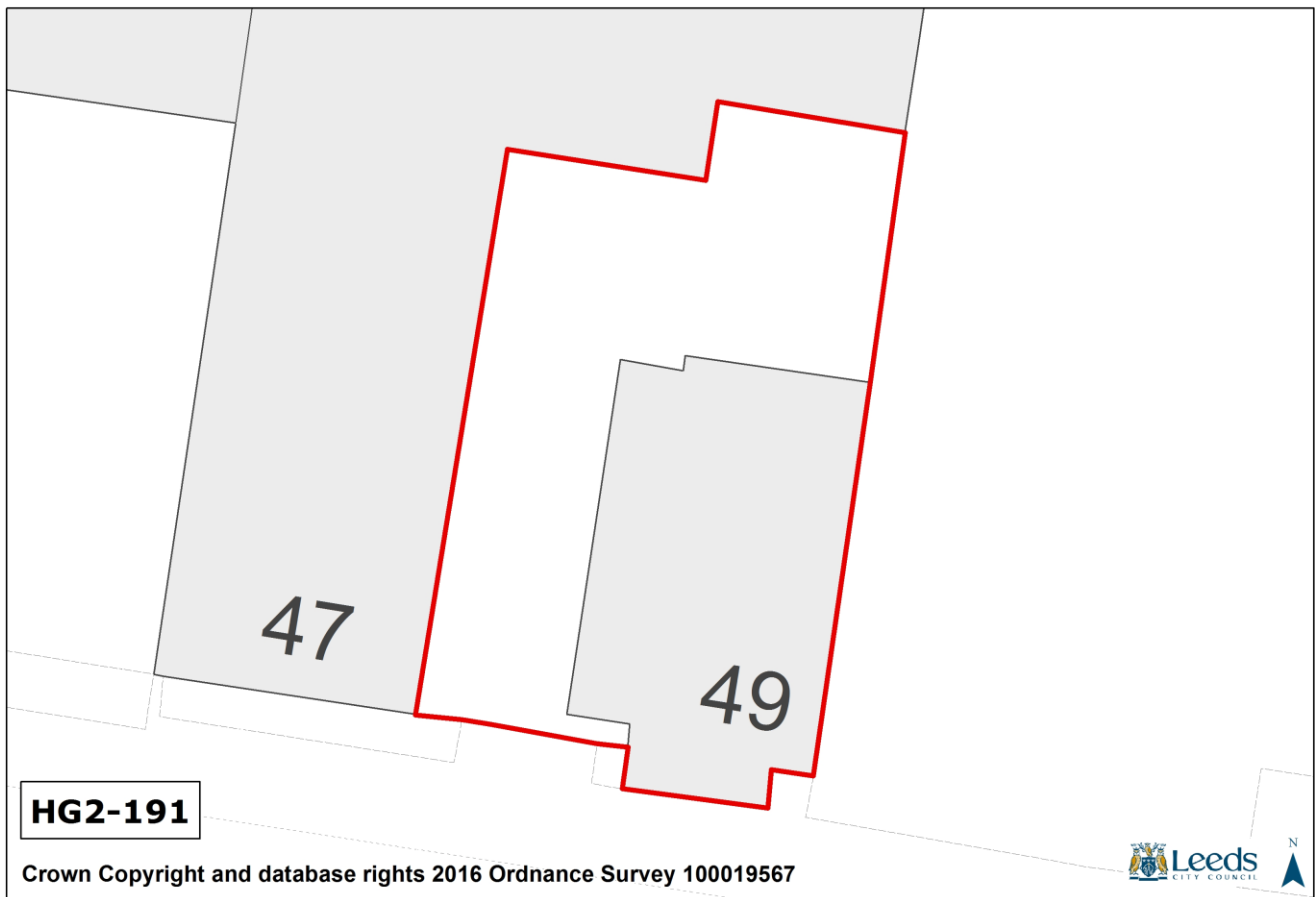 47
49
HG2-191
Crown Copyright and database rights 2016 Ordnance Survey 100019567
Leeds
CITY COUNCIL
N